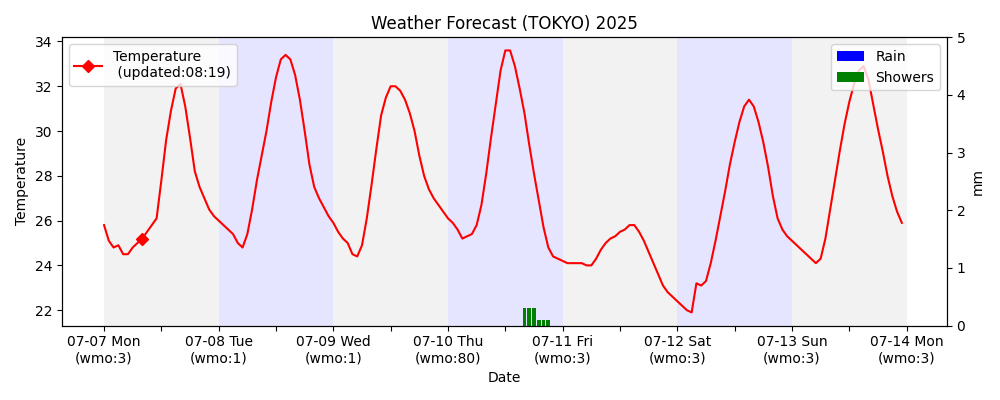 Weather Forecast (TOKYO) 2025
Temperature
(updated:08:19)
Rain
Showers
34
32
30
28
26
24
22
Temperature
5
4
3
2
1
0
mm
07-07 Mon
(wmo:3)
07-08 Tue
(wmo:1)
07-09 Wed
(wmo:1)
07-10 Thu
(wmo:80)
07-11 Fri
(wmo:3)
07-12 Sat
(wmo:3)
07-13 Sun
(wmo:3)
07-14 Mon
(wmo:3)
Date